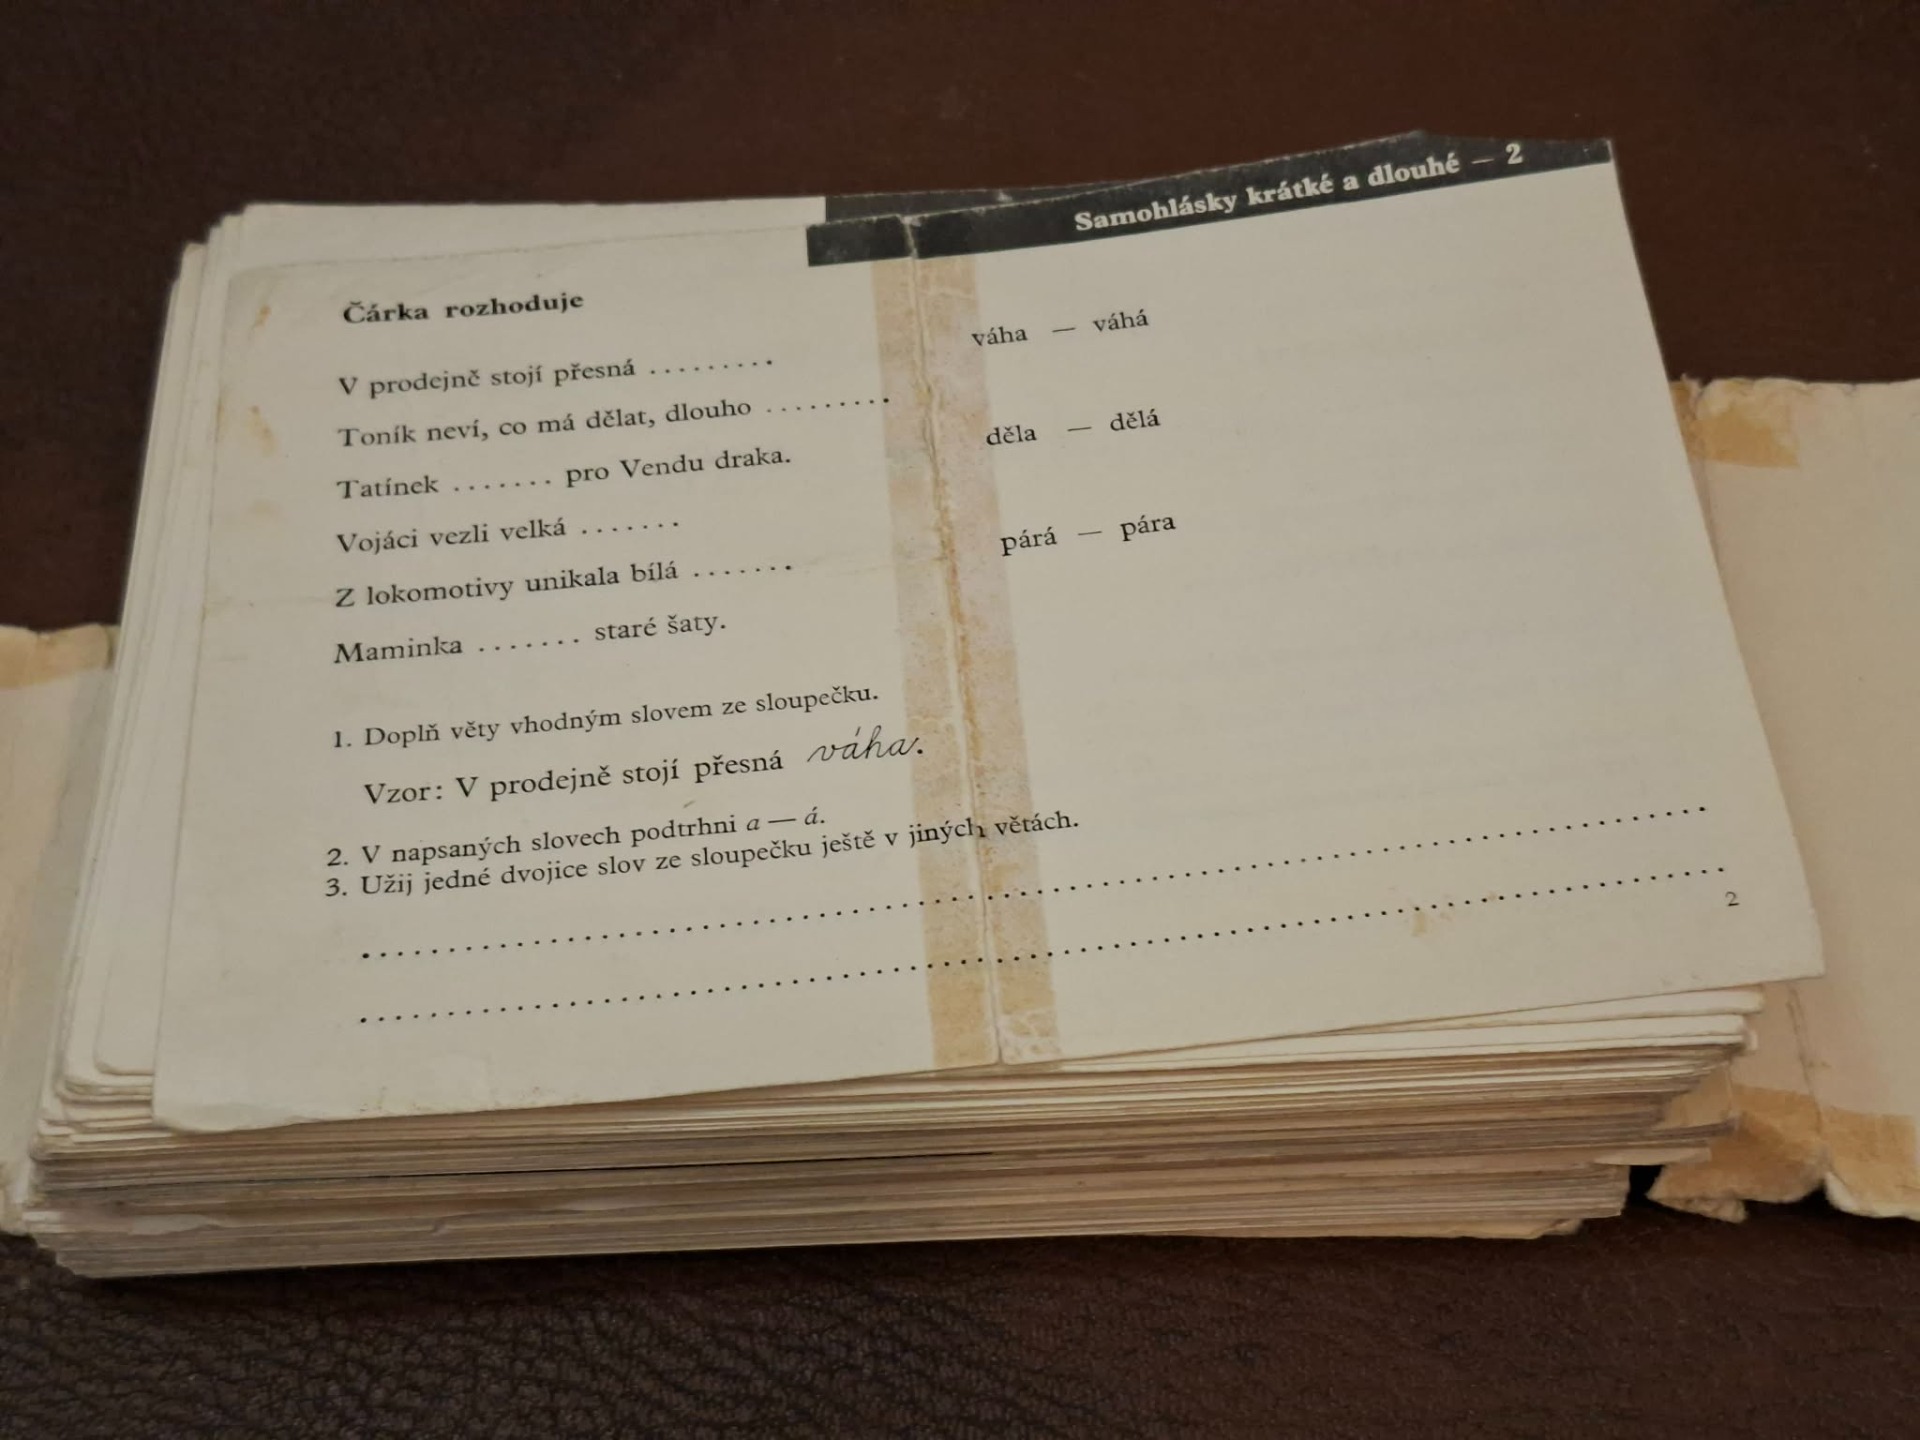 Samohlásky krátké a dlouhé — 2
Čárka rozhoduje
V prodejně stojí přesná .........
Toník neví, co má dělat, dlouho .........
Tatínek ....... pro Vendu draka.
Vojáci vezli velká .......
Z lokomotivy unikala bílá .......
Maminka ....... staré šaty.
váha — váhá
děla — dělá
párá — pára
1. Doplň věty vhodným slovem ze sloupečku.
Vzor: V prodejně stojí přesná váha.
2. V napsaných slovech podtrhni a — á.
3. Užij jedné dvojice slov ze sloupečku ještě v jiných větách.
2